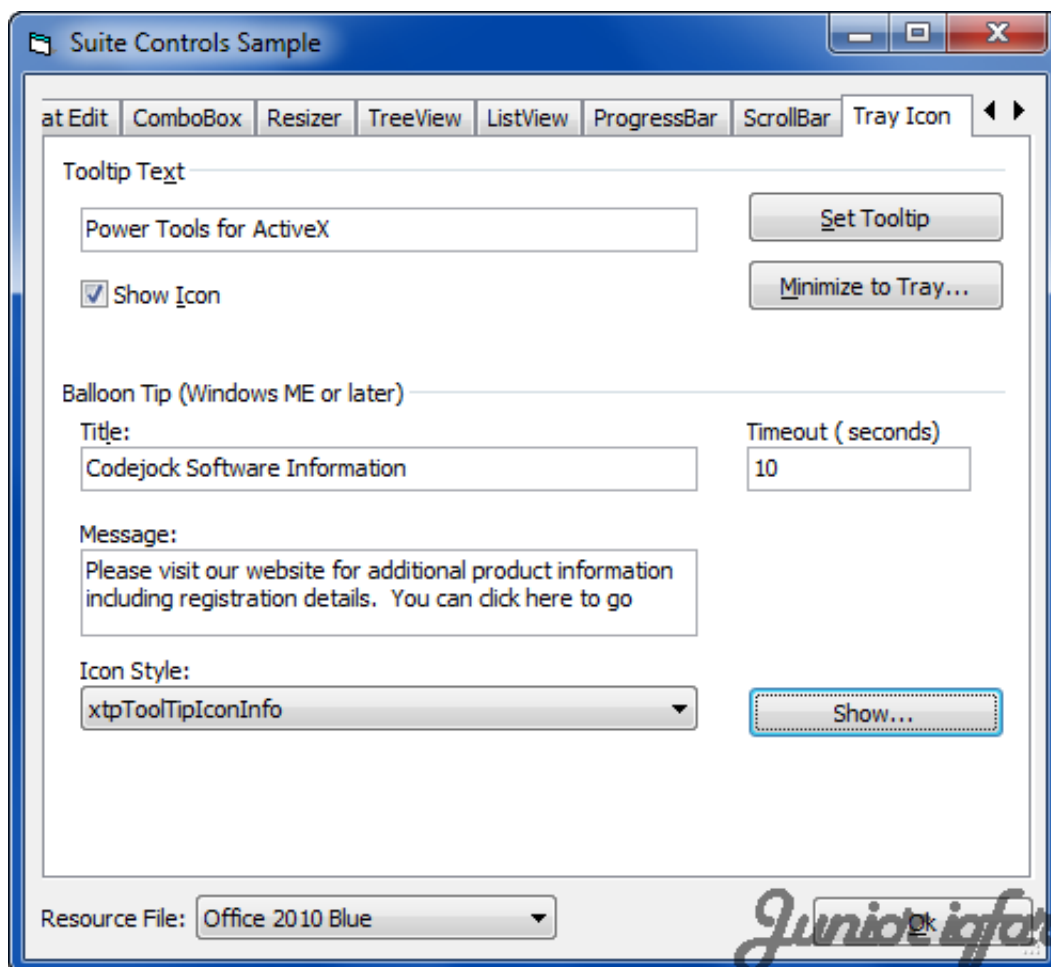 Suite Controls Sample
at Edit ComboBox Resizer TreeView ListView ProgressBar ScrollBar Tray Icon
Tooltip Text
Power Tools for ActiveX
Set Tooltip
Show Icon
Minimize to Tray...
Balloon Tip (Windows ME or later)
Title:
Timeout ( seconds)
Codejock Software Information
10
Message:
Please visit our website for additional product information
including registration details.  You can click here to go
Icon Style:
xtpToolTipIconInfo
Show...
Resource File: Office 2010 Blue
Ok
Junior